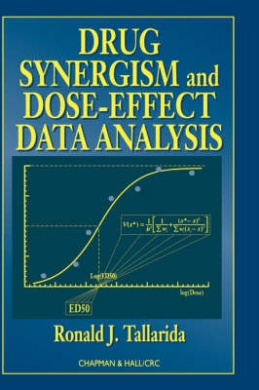 DRUG
SYNERGISM and
DOSE-EFFECT
DATA ANALYSIS
Log(ED50)
log(Dose)
ED50
Ronald J. Tallarida
CHAPMAN & HALL/CRC